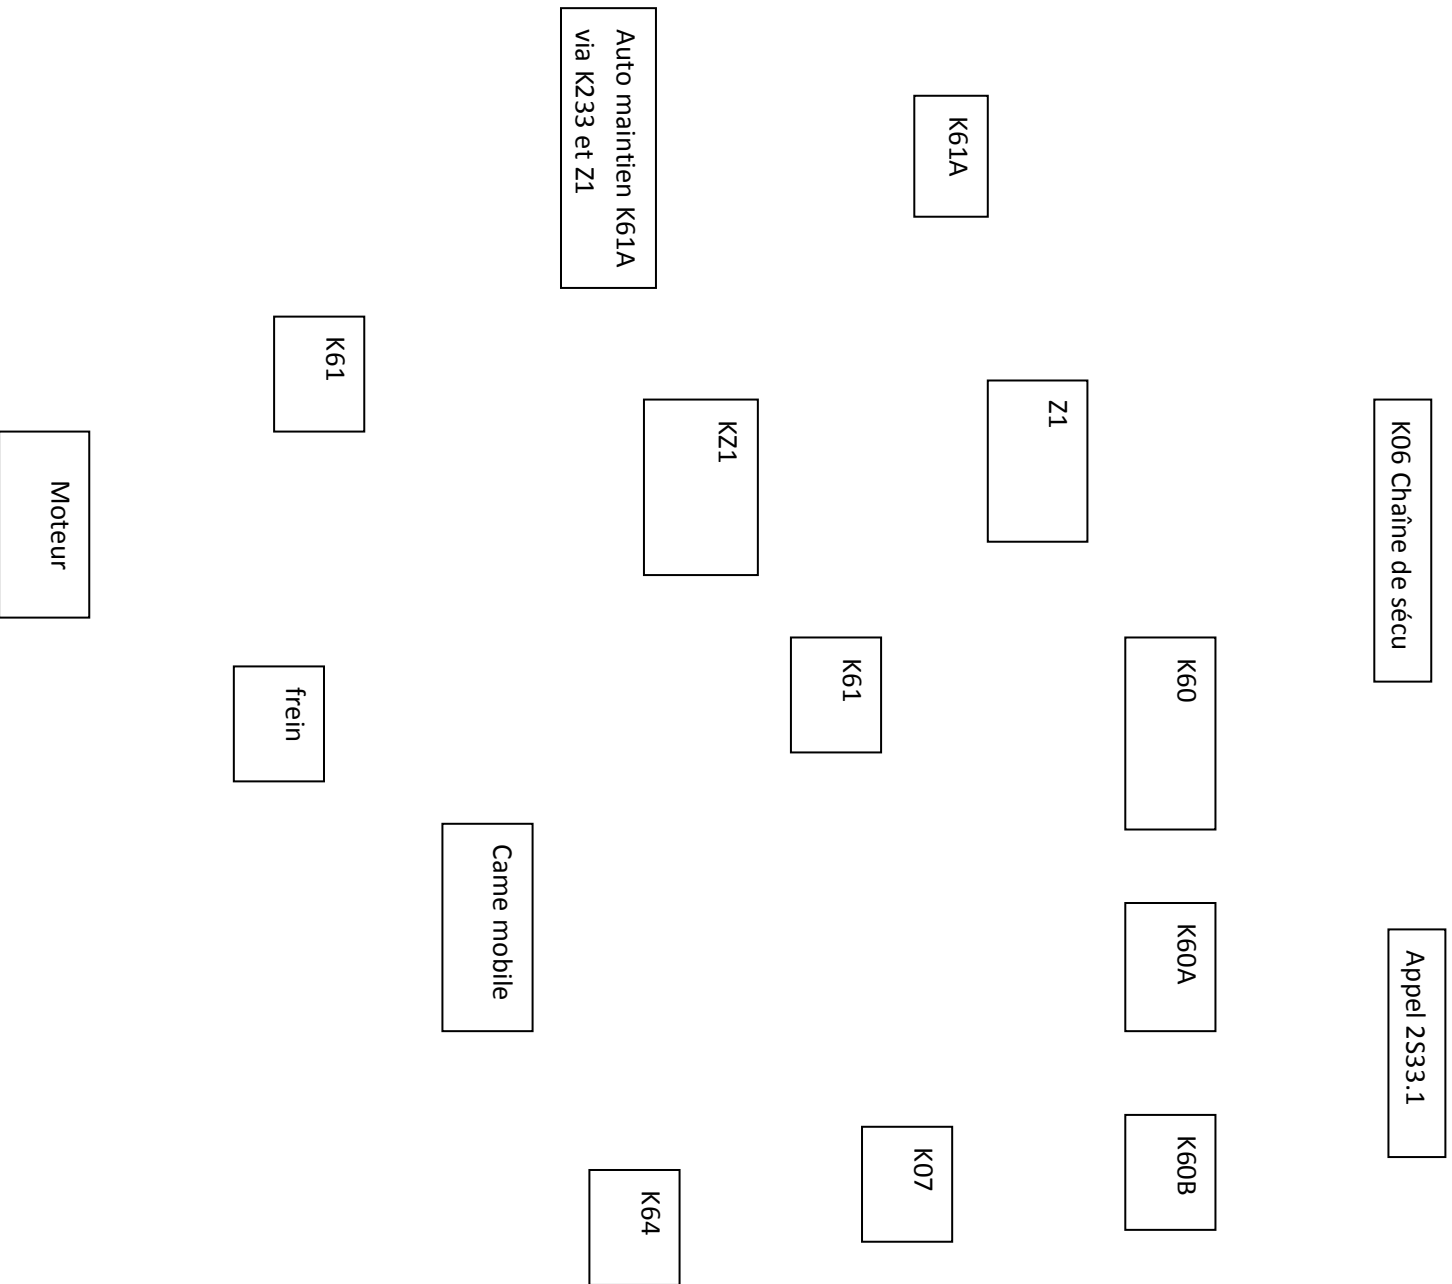 K06 Chaîne de sécu
Appel 2S33.1
K60
K60A
K60B
Z1
K61A
K07
K61
KZ1
K64
Auto maintien K61A
via K233 et Z1
Came mobile
K61
frein
Moteur